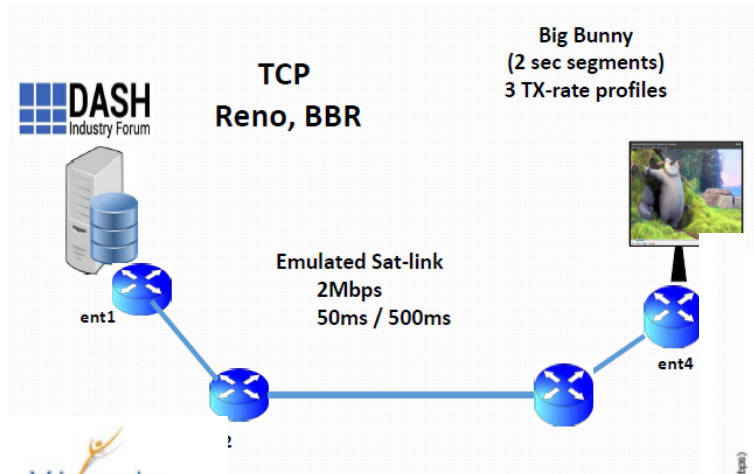 Big Bunny
(2 sec segments)
3 TX-rate profiles
TCP
Reno, BBR
DASH
Industry Forum
Emulated Sat-link
2Mbps
50ms / 500ms
ent1
ent4
2